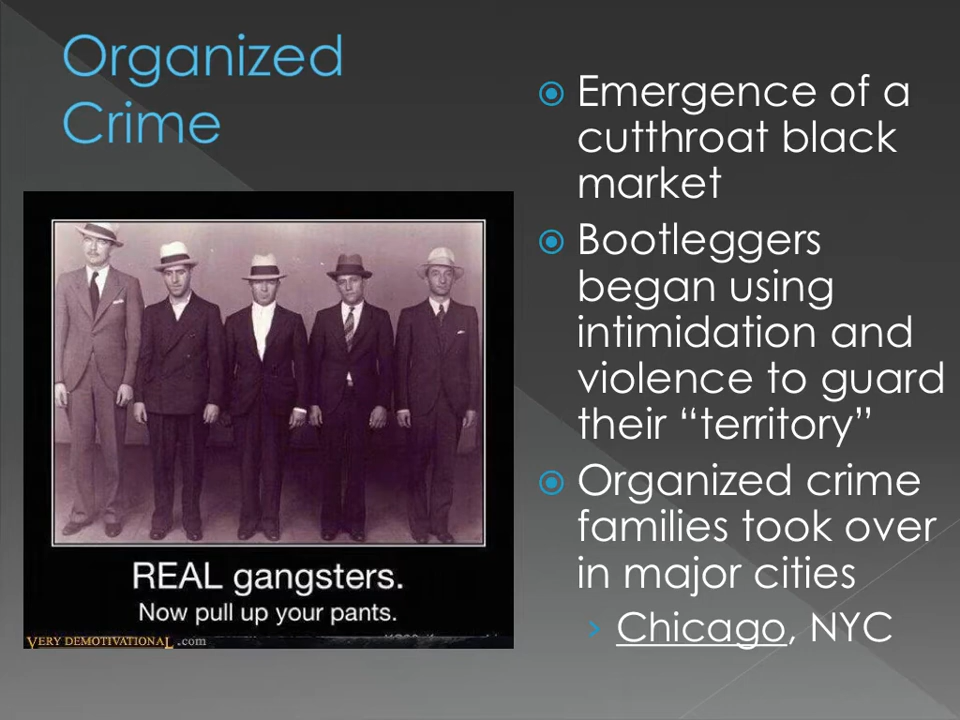 Organized
Crime
Emergence of a
cutthroat black
market
Bootleggers
began using
intimidation and
violence to guard
their “territory”
Organized crime
families took over
in major cities
Chicago, NYC
REAL gangsters.
Now pull up your pants.
VERY DEMOTIVATIONAL .com